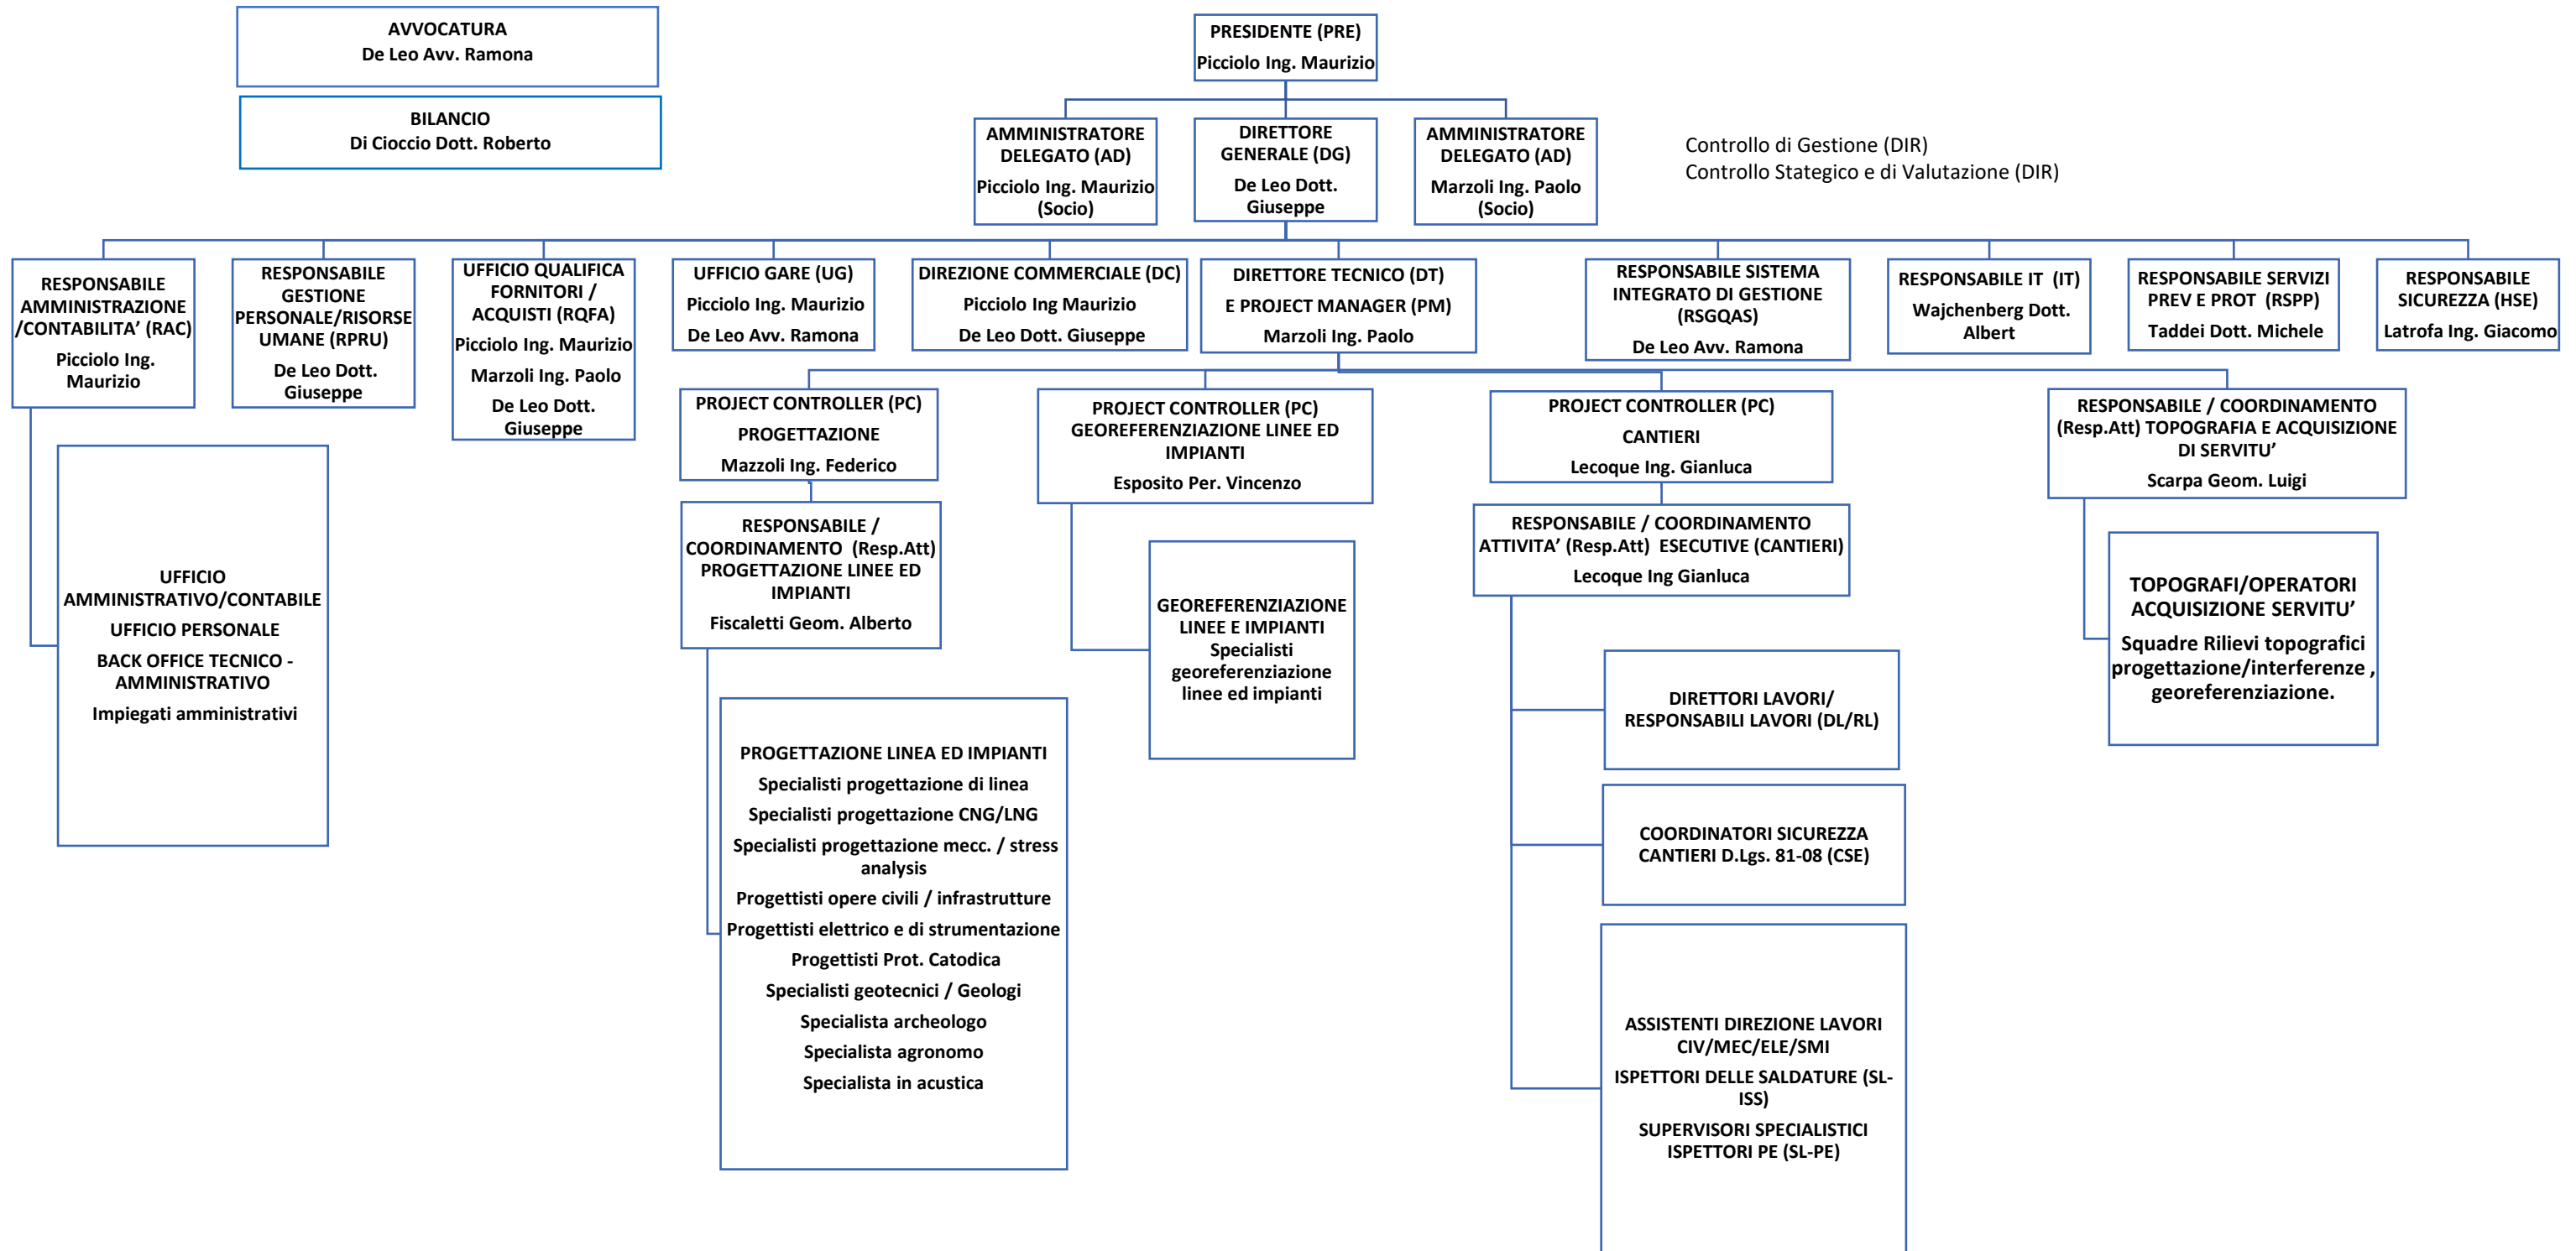 AVVOCATURA
De Leo Avv. Ramona
BILANCIO
Di Cioccio Dott. Roberto
PRESIDENTE (PRE)
Picciolo Ing. Maurizio
AMMINISTRATORE
DELEGATO (AD)
Picciolo Ing. Maurizio
(Socio)
DIRETTORE
GENERALE (DG)
De Leo Dott.
Giuseppe
AMMINISTRATORE
DELEGATO (AD)
Marzoli Ing. Paolo
(Socio)
Controllo di Gestione (DIR)
Controllo Stategico e di Valutazione (DIR)
RESPONSABILE
AMMINISTRAZIONE
/CONTABILITA’ (RAC)
Picciolo Ing.
Maurizio
RESPONSABILE
GESTIONE
PERSONALE/RISORSE
UMANE (RPRU)
De Leo Dott.
Giuseppe
UFFICIO QUALIFICA
FORNITORI /
ACQUISTI (RQFA)
Picciolo Ing. Maurizio
Marzoli Ing. Paolo
De Leo Dott.
Giuseppe
UFFICIO GARE (UG)
Picciolo Ing. Maurizio
De Leo Avv. Ramona
DIREZIONE COMMERCIALE (DC)
Picciolo Ing Maurizio
De Leo Dott. Giuseppe
DIRETTORE TECNICO (DT)
E PROJECT MANAGER (PM)
Marzoli Ing. Paolo
RESPONSABILE SISTEMA
INTEGRATO DI GESTIONE
(RSGQAS)
De Leo Avv. Ramona
RESPONSABILE IT (IT)
Wajchenberg Dott.
Albert
RESPONSABILE SERVIZI
PREV E PROT (RSPP)
Taddei Dott. Michele
RESPONSABILE
SICUREZZA (HSE)
Latrofa Ing. Giacomo
UFFICIO
AMMINISTRATIVO/CONTABILE
UFFICIO PERSONALE
BACK OFFICE TECNICO -
AMMINISTRATIVO
Impiegati amministrativi
PROJECT CONTROLLER (PC)
PROGETTAZIONE
Mazzoli Ing. Federico
RESPONSABILE /
COORDINAMENTO (Resp.Att)
PROGETTAZIONE LINEE ED
IMPIANTI
Fiscaletti Geom. Alberto
PROGETTAZIONE LINEA ED IMPIANTI
Specialisti progettazione di linea
Specialisti progettazione CNG/LNG
Specialisti progettazione mecc. / stress
analysis
Progettisti opere civili / infrastrutture
Progettisti elettrico e di strumentazione
Progettisti Prot. Catodica
Specialisti geotecnici / Geologi
Specialista archeologo
Specialista agronomo
Specialista in acustica
PROJECT CONTROLLER (PC)
GEOREFERENZIAZIONE LINEE ED
IMPIANTI
Esposito Per. Vincenzo
GEOREFERENZIAZIONE
LINEE E IMPIANTI
Specialisti
georeferenziazione
linee ed impianti
PROJECT CONTROLLER (PC)
CANTIERI
Lecoque Ing. Gianluca
RESPONSABILE / COORDINAMENTO
ATTIVITA’ (Resp.Att) ESECUTIVE (CANTIERI)
Lecoque Ing Gianluca
DIRETTORI LAVORI/
RESPONSABILI LAVORI (DL/RL)
COORDINATORI SICUREZZA
CANTIERI D.Lgs. 81-08 (CSE)
ASSISTENTI DIREZIONE LAVORI
CIV/MEC/ELE/SMI
ISPETTORI DELLE SALDATURE (SL-
ISS)
SUPERVISORI SPECIALISTICI
ISPETTORI PE (SL-PE)
RESPONSABILE / COORDINAMENTO
(Resp.Att) TOPOGRAFIA E ACQUISIZIONE
DI SERVITU’
Scarpa Geom. Luigi
TOPOGRAFI/OPERATORI
ACQUISIZIONE SERVITU’
Squadre Rilievi topografici
progettazione/interferenze ,
georeferenziazione.